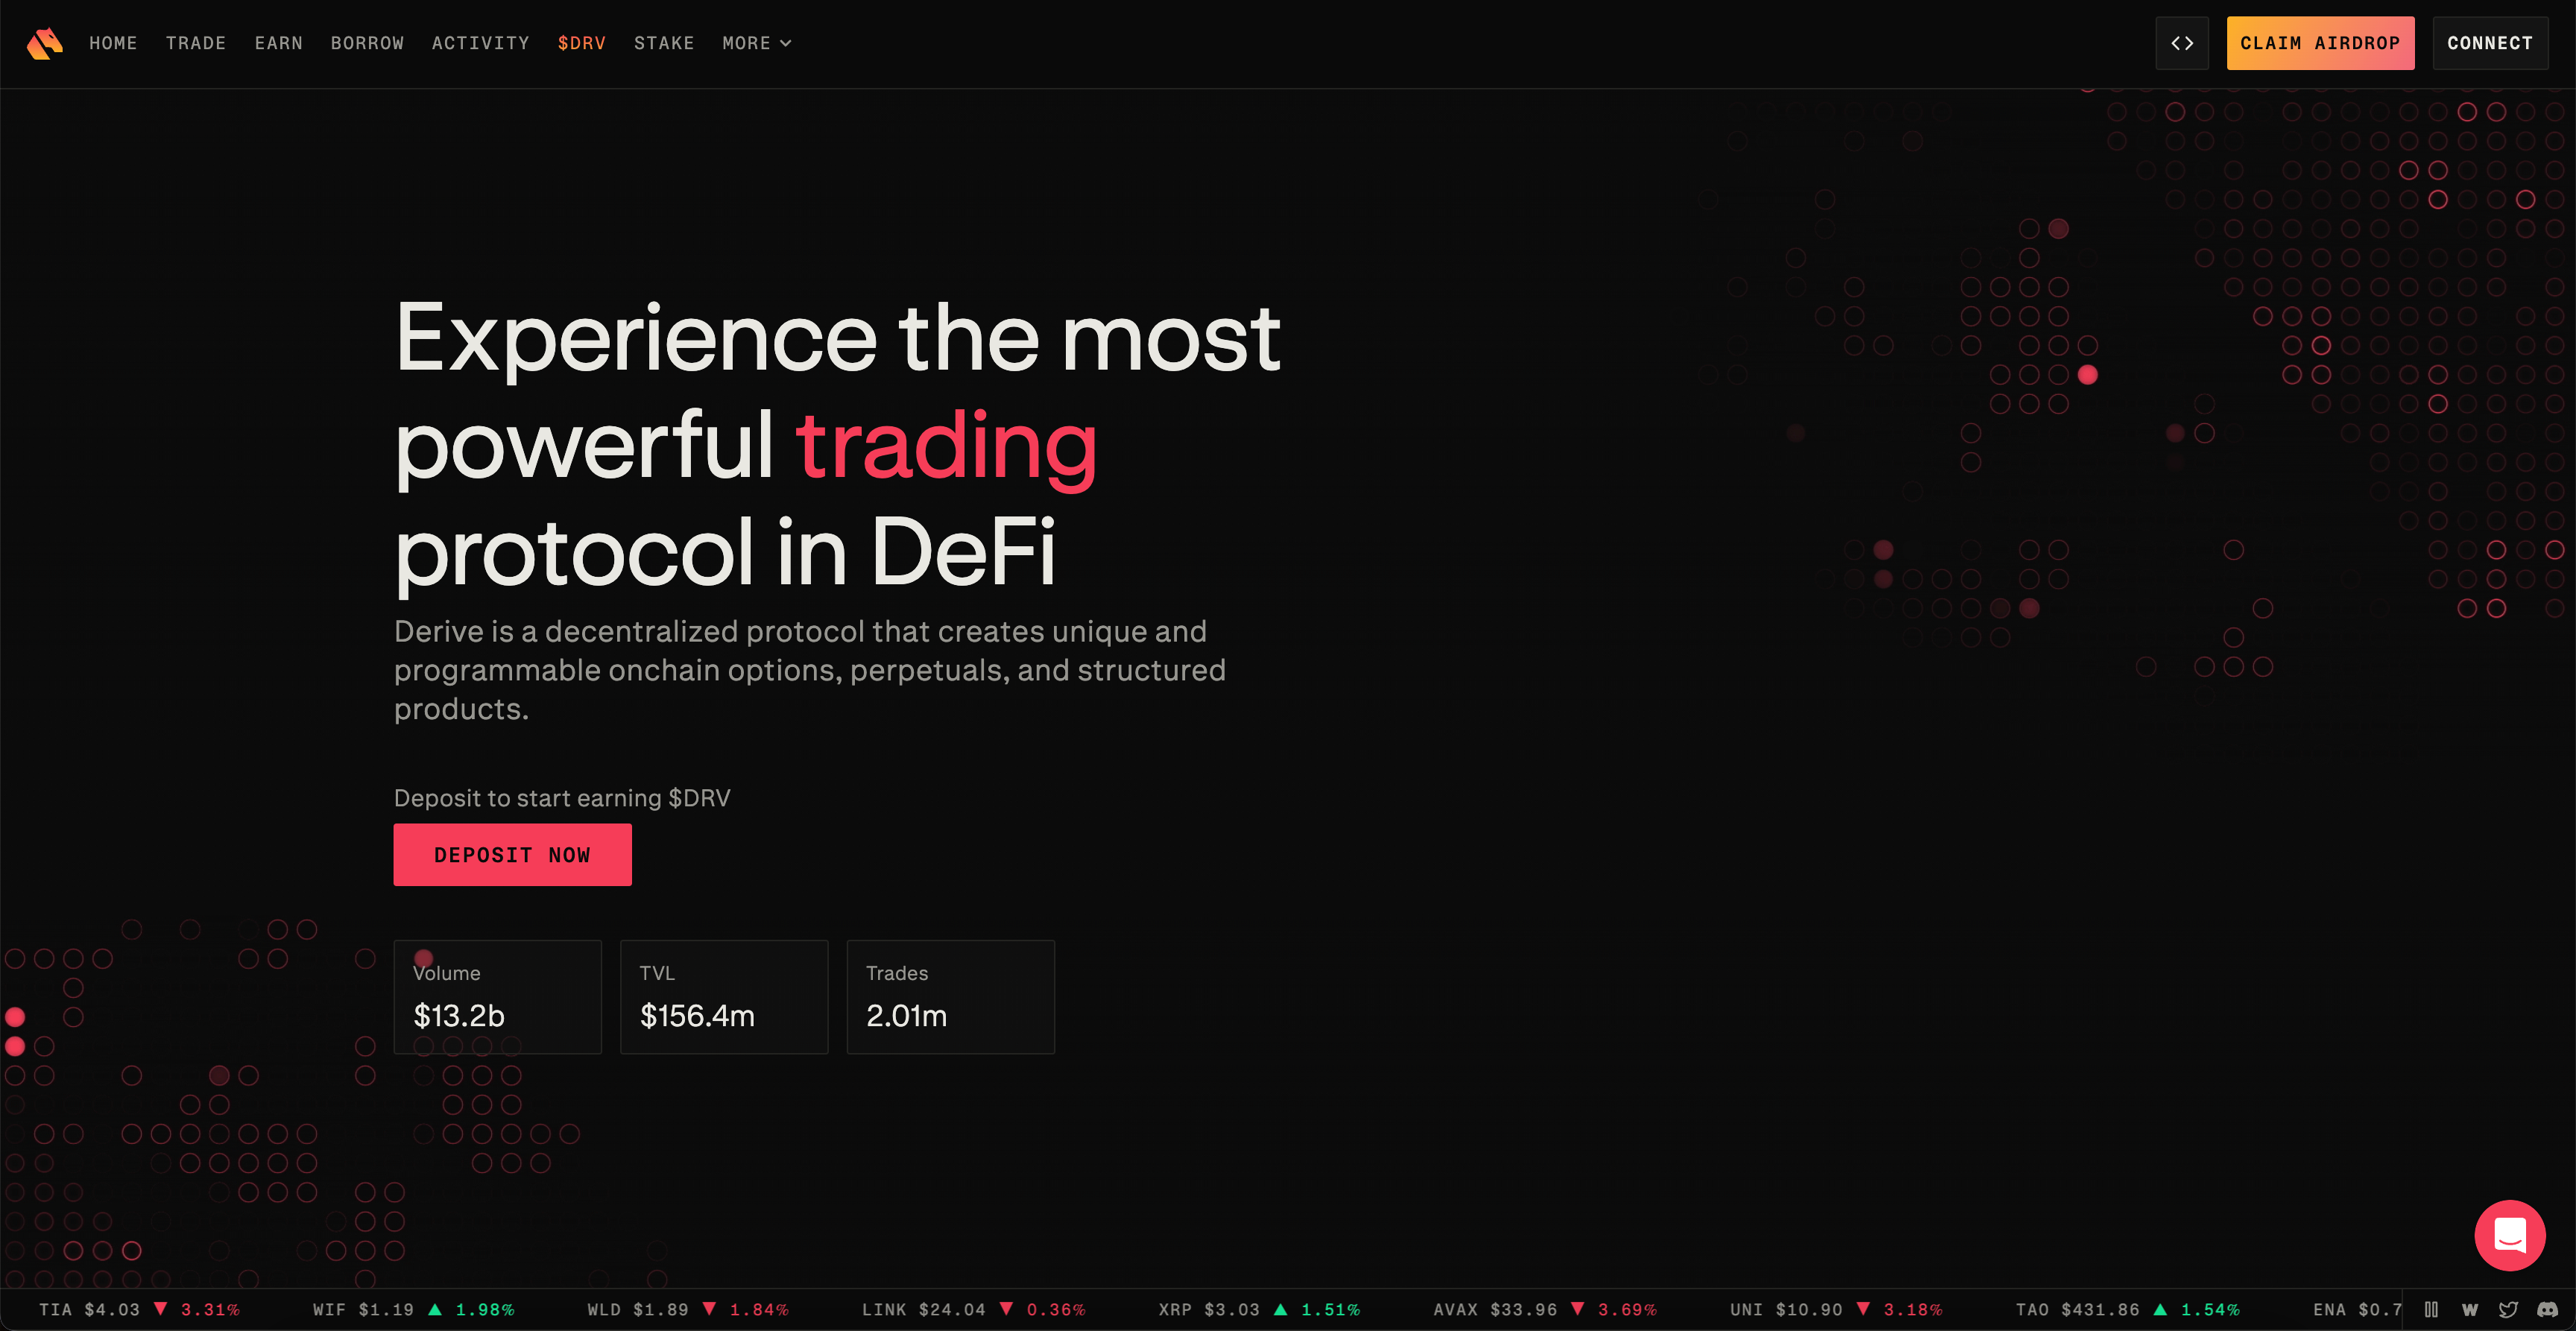 HOME TRADE EARN BORROW ACTIVITY $DRV STAKE MORE <> CLAIM AIRDROP CONNECT
Experience the most
powerful trading
protocol in DeFi
Derive is a decentralized protocol that creates unique and
programmable onchain options, perpetuals, and structured
products.
Deposit to start earning $DRV
DEPOSIT NOW
Volume TVL Trades
$13.2b $156.4m 2.01m
TIA $4.03 ▼ 3.31% WIF $1.19 ▲ 1.98% WLD $1.89 ▼ 1.84% LINK $24.04 ▼ 0.36% XRP $3.03 ▲ 1.51% AVAX $33.96 ▼ 3.69% UNI $10.90 ▼ 3.18% TAO $431.86 ▲ 1.54% ENA $0.7